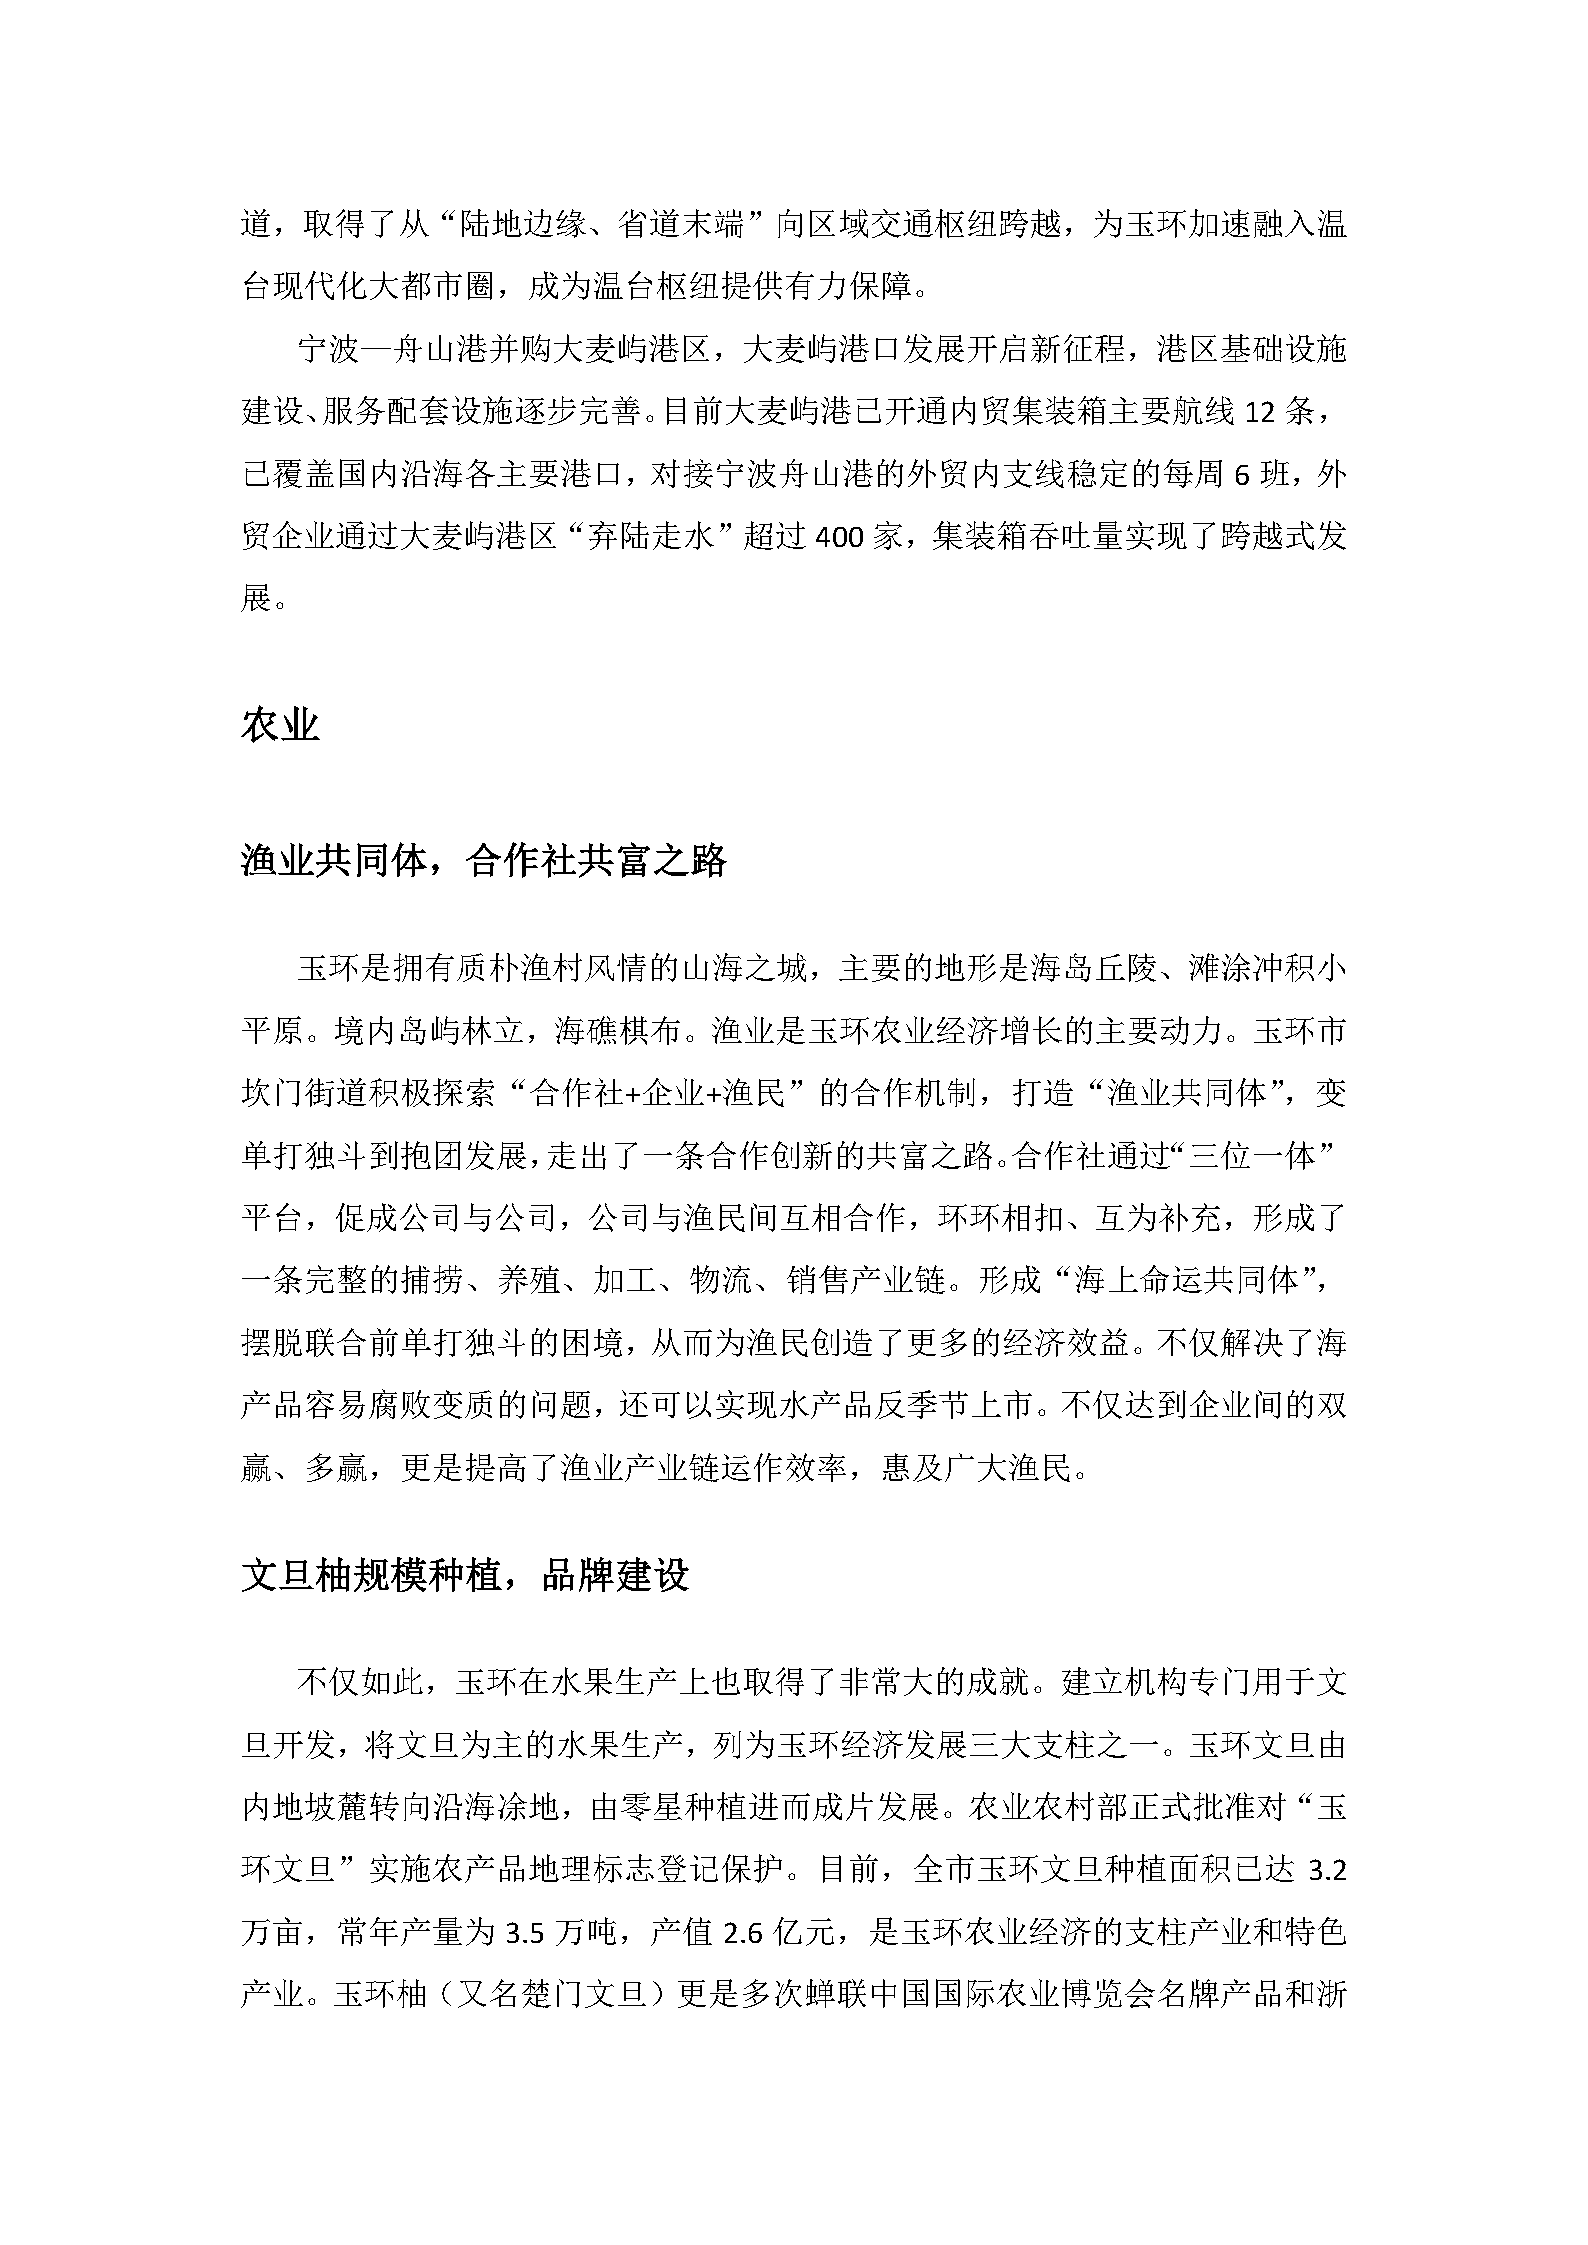 道，取得了从“陆地边缘、省道末端”向区域交通枢纽跨越，为玉环加速融入温
台现代化大都市圈，成为温台枢纽提供有力保障。
宁波—舟山港并购大麦屿港区，大麦屿港口发展开启新征程，港区基础设施
建设、服务配套设施逐步完善。目前大麦屿港已开通内贸集装箱主要航线 12 条，
已覆盖国内沿海各主要港口，对接宁波舟山港的外贸内支线稳定的每周 6 班，外
贸企业通过大麦屿港区“弃陆走水”超过 400 家，集装箱吞吐量实现了跨越式发
展。
农业
渔业共同体，合作社共富之路
玉环是拥有质朴渔村风情的山海之城，主要的地形是海岛丘陵、滩涂冲积小
平原。境内岛屿林立，海礁棋布。渔业是玉环农业经济增长的主要动力。玉环市
坎门街道积极探索“合作社+企业+渔民”的合作机制，打造“渔业共同体”，变
单打独斗到抱团发展，走出了一条合作创新的共富之路。合作社通过“三位一体”
平台，促成公司与公司，公司与渔民间互相合作，环环相扣、互为补充，形成了
一条完整的捕捞、养殖、加工、物流、销售产业链。形成“海上命运共同体”，
摆脱联合前单打独斗的困境，从而为渔民创造了更多的经济效益。不仅解决了海
产品容易腐败变质的问题，还可以实现水产品反季节上市。不仅达到企业间的双
赢、多赢，更是提高了渔业产业链运作效率，惠及广大渔民。
文旦柚规模种植，品牌建设
不仅如此，玉环在水果生产上也取得了非常大的成就。建立机构专门用于文
旦开发，将文旦为主的水果生产，列为玉环经济发展三大支柱之一。玉环文旦由
内地坡麓转向沿海凃地，由零星种植进而成片发展。农业农村部正式批准对“玉
环文旦”实施农产品地理标志登记保护。目前，全市玉环文旦种植面积已达 3.2
万亩，常年产量为 3.5 万吨，产值 2.6 亿元，是玉环农业经济的支柱产业和特色
产业。玉环柚（又名楚门文旦）更是多次蝉联中国国际农业博览会名牌产品和浙